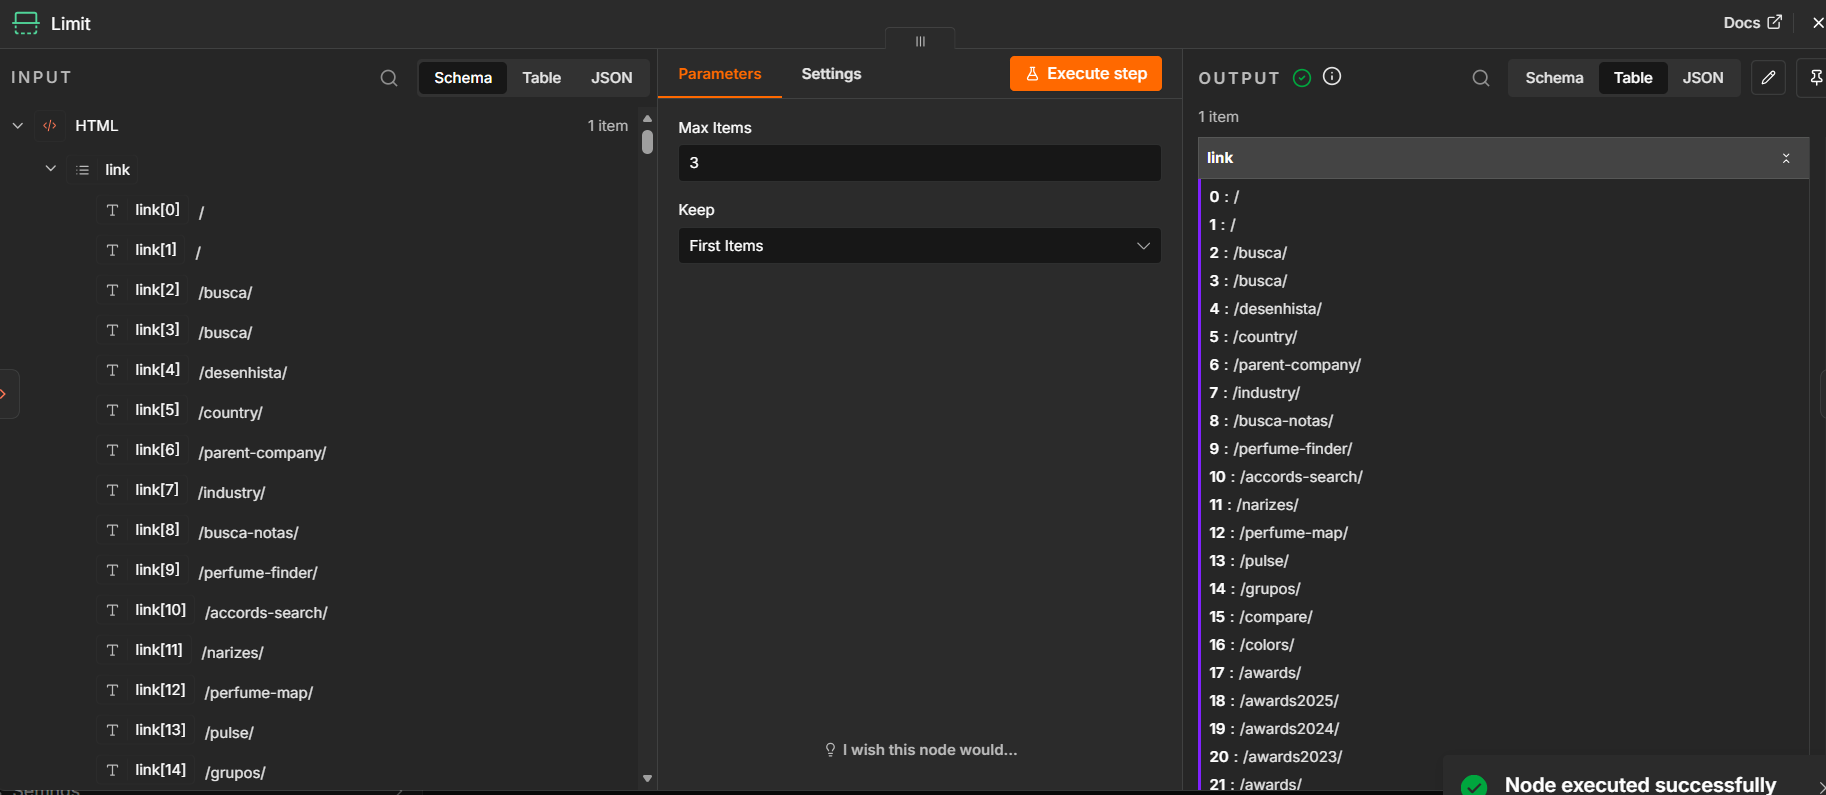 Limit
Docs
INPUT
Schema
Table
JSON
HTML
1 item
link
link[0] /
link[1] /
link[2] /busca/
link[3] /busca/
link[4] /desenhista/
link[5] /country/
link[6] /parent-company/
link[7] /industry/
link[8] /busca-notas/
link[9] /perfume-finder/
link[10] /accords-search/
link[11] /narizes/
link[12] /perfume-map/
link[13] /pulse/
link[14] /grupos/
Settings
Parameters
Settings
Execute step
Max Items
3
Keep
First Items
I wish this node would...
OUTPUT
Schema
Table
JSON
1 item
link
0 : /
1 : /
2 : /busca/
3 : /busca/
4 : /desenhista/
5 : /country/
6 : /parent-company/
7 : /industry/
8 : /busca-notas/
9 : /perfume-finder/
10 : /accords-search/
11 : /narizes/
12 : /perfume-map/
13 : /pulse/
14 : /grupos/
15 : /compare/
16 : /colors/
17 : /awards/
18 : /awards2025/
19 : /awards2024/
20 : /awards2023/
21 : /awards/
Node executed successfully